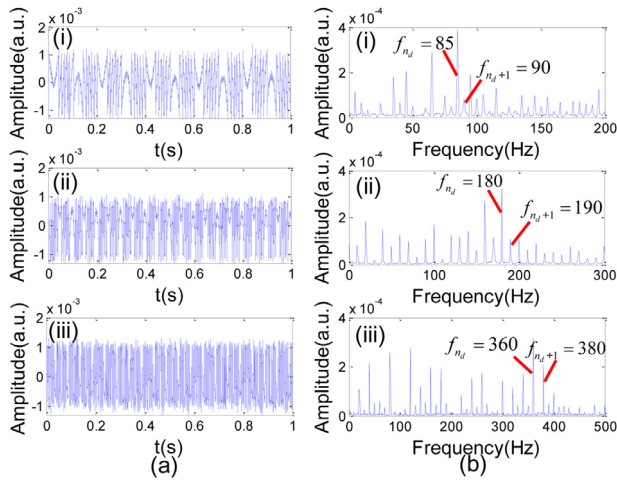 x 10⁻³
(i)
Amplitude(a.u.)
2
1
0
-1
0 0.2 0.4 0.6 0.8 1
t(s)
x 10⁻⁴
(i)
Amplitude(a.u.)
4
2
0
f_{n_d} = 85
f_{n_d+1} = 90
0 50 100 150 200
Frequency(Hz)
x 10⁻³
(ii)
Amplitude(a.u.)
2
1
0
-1
0 0.2 0.4 0.6 0.8 1
t(s)
x 10⁻⁴
(ii)
Amplitude(a.u.)
4
2
0
f_{n_d} = 180
f_{n_d+1} = 190
0 100 200 300
Frequency(Hz)
x 10⁻³
(iii)
Amplitude(a.u.)
2
1
0
-1
0 0.2 0.4 0.6 0.8 1
t(s)
(a)
x 10⁻⁴
(iii)
Amplitude(a.u.)
4
2
0
f_{n_d} = 360 f_{n_d+1} = 380
0 100 200 300 400 500
Frequency(Hz)
(b)